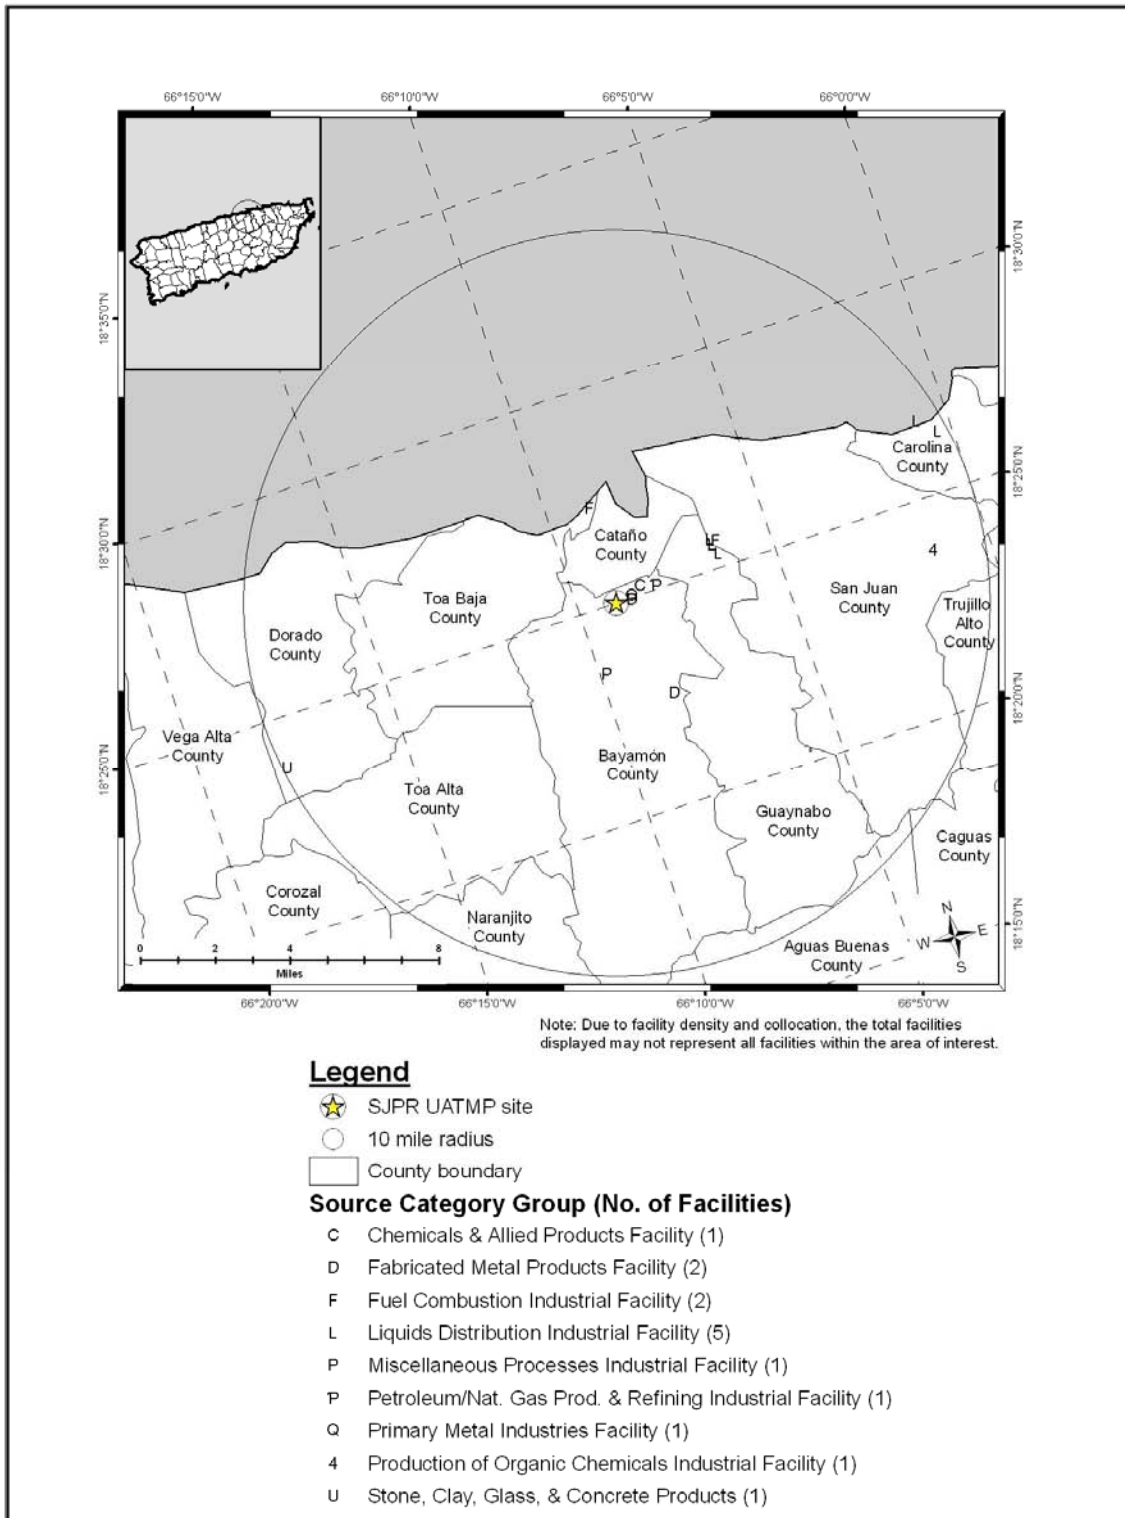 66°15'0"W
66°10'0"W
66°5'0"W
66°0'0"W
18°35'0"N
18°30'0"N
18°25'0"N
18°30'0"N
18°25'0"N
18°20'0"N
18°15'0"N
L
L
Carolina
County
F
Cataño
County
F
L
L
4
C
P
D
San Juan
County
Toa Baja
County
Trujillo
Alto
County
Dorado
County
P
D
Vega Alta
County
U
Bayamón
County
Toa Alta
County
Guaynabo
County
Caguas
County
Corozal
County
Naranjito
County
Aguas Buenas
County
N
W
E
S
0
2
4
8
Miles
66°20'0"W
66°15'0"W
66°10'0"W
66°5'0"W
Note: Due to facility density and collocation, the total facilities
displayed may not represent all facilities within the area of interest.
Legend
SJPR UATMP site
10 mile radius
County boundary
Source Category Group (No. of Facilities)
C Chemicals & Allied Products Facility (1)
D Fabricated Metal Products Facility (2)
F Fuel Combustion Industrial Facility (2)
L Liquids Distribution Industrial Facility (5)
P Miscellaneous Processes Industrial Facility (1)
P Petroleum/Nat. Gas Prod. & Refining Industrial Facility (1)
Q Primary Metal Industries Facility (1)
4 Production of Organic Chemicals Industrial Facility (1)
U Stone, Clay, Glass, & Concrete Products (1)